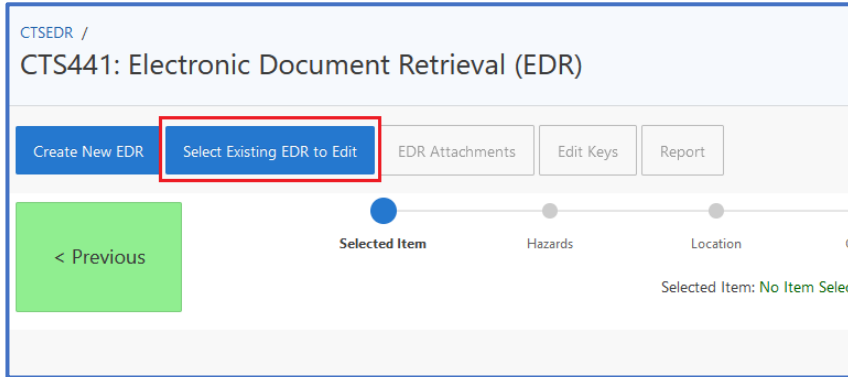 CTSEDR /
CTS441: Electronic Document Retrieval (EDR)
Create New EDR Select Existing EDR to Edit EDR Attachments Edit Keys Report
< Previous
Selected Item Hazards Location
Selected Item: No Item